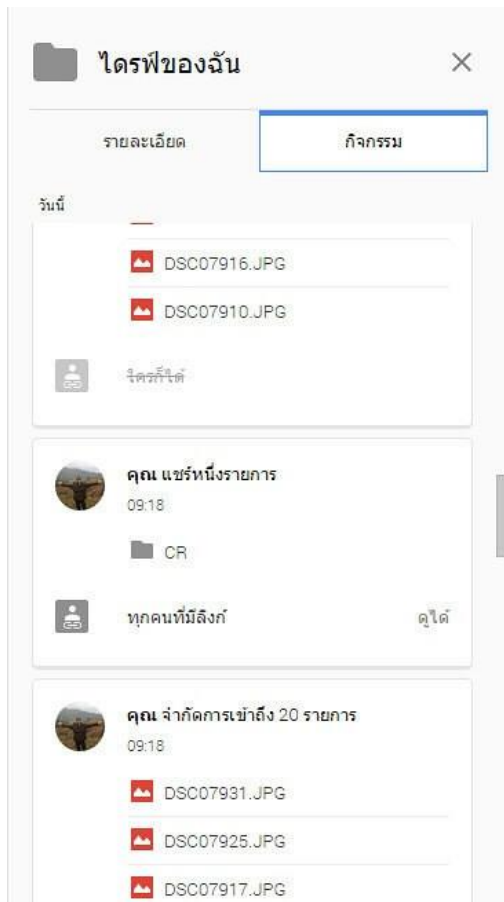 ไดรฟ์ของฉัน
รายละเอียด
กิจกรรม
วันนี้
DSC07916.JPG
DSC07910.JPG
ใครก็ได้
คุณ แชร์หนึ่งรายการ
09:18
CR
ทุกคนที่มีลิงก์
ดูได้
คุณ จำกัดการเข้าถึง 20 รายการ
09:18
DSC07931.JPG
DSC07925.JPG
DSC07917.JPG